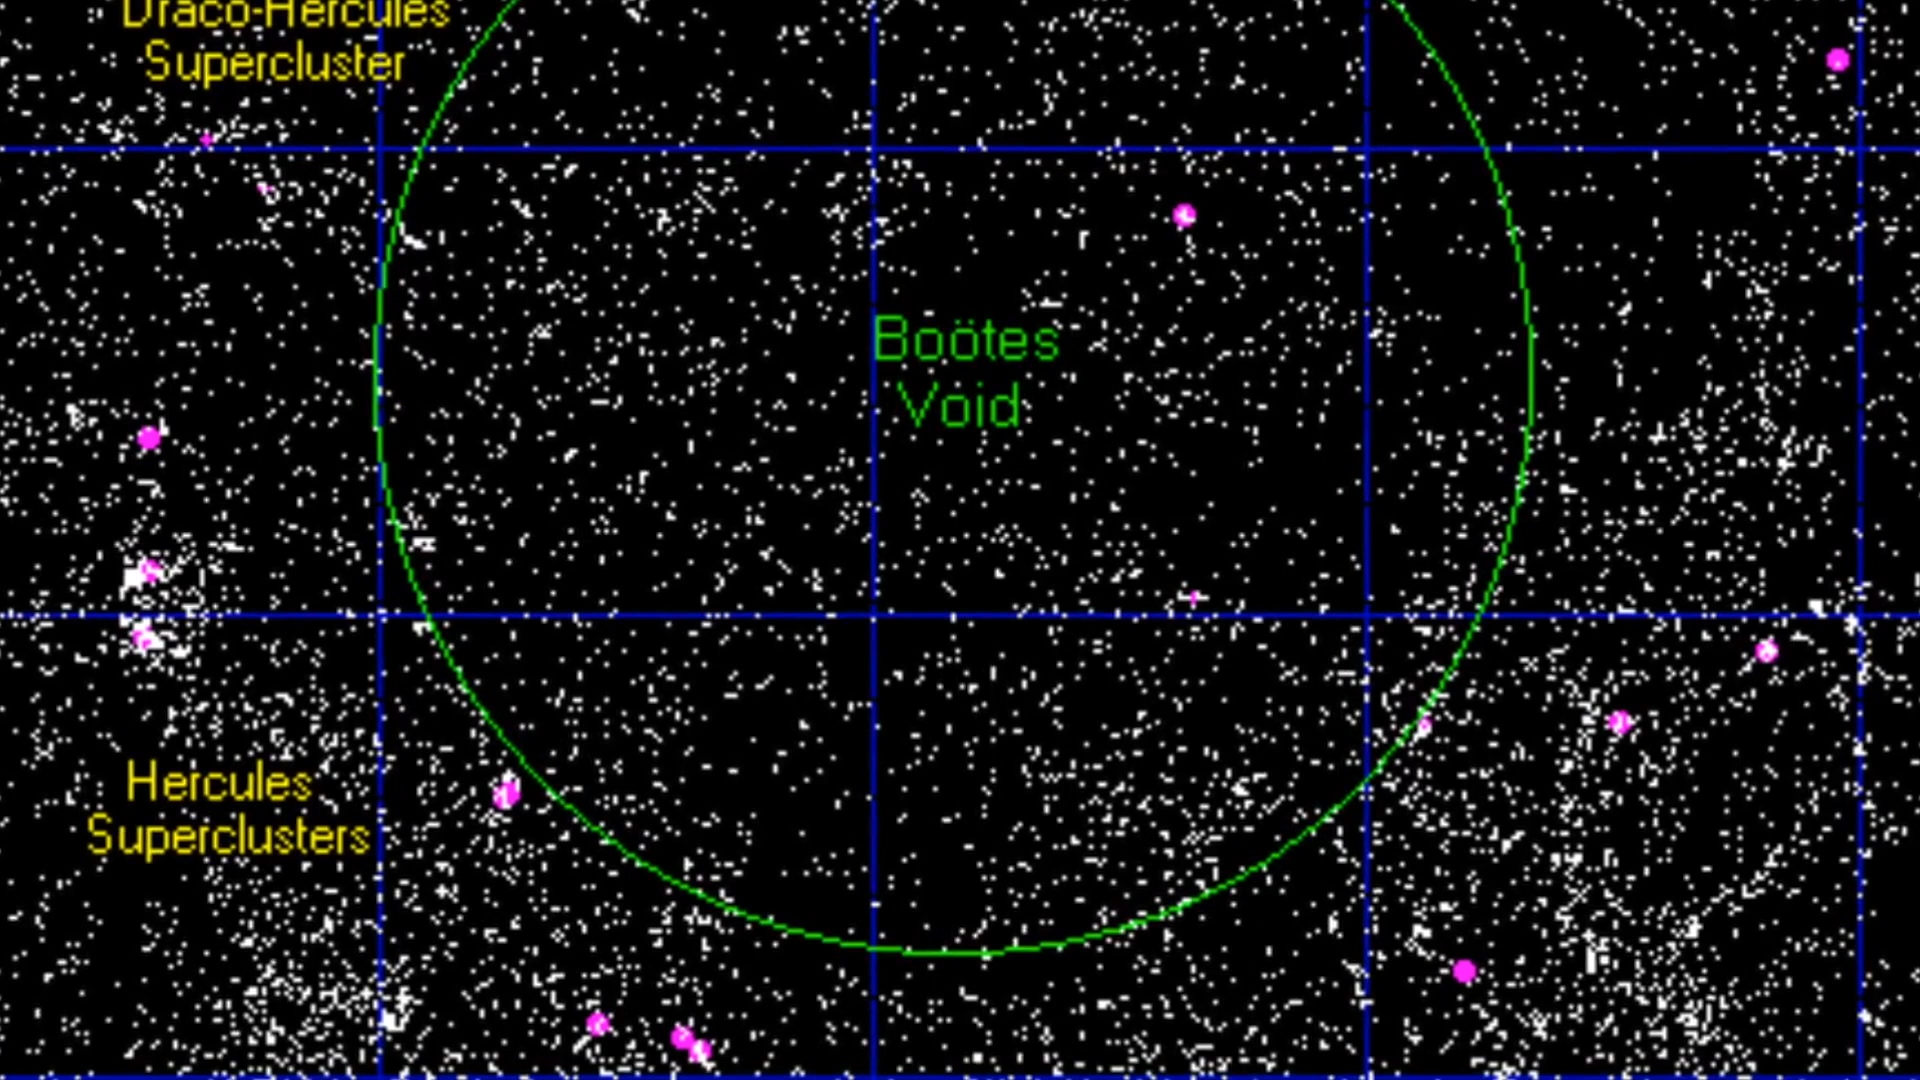 Draco-Hercules
Supercluster
Boötes
Void
Hercules
Superclusters